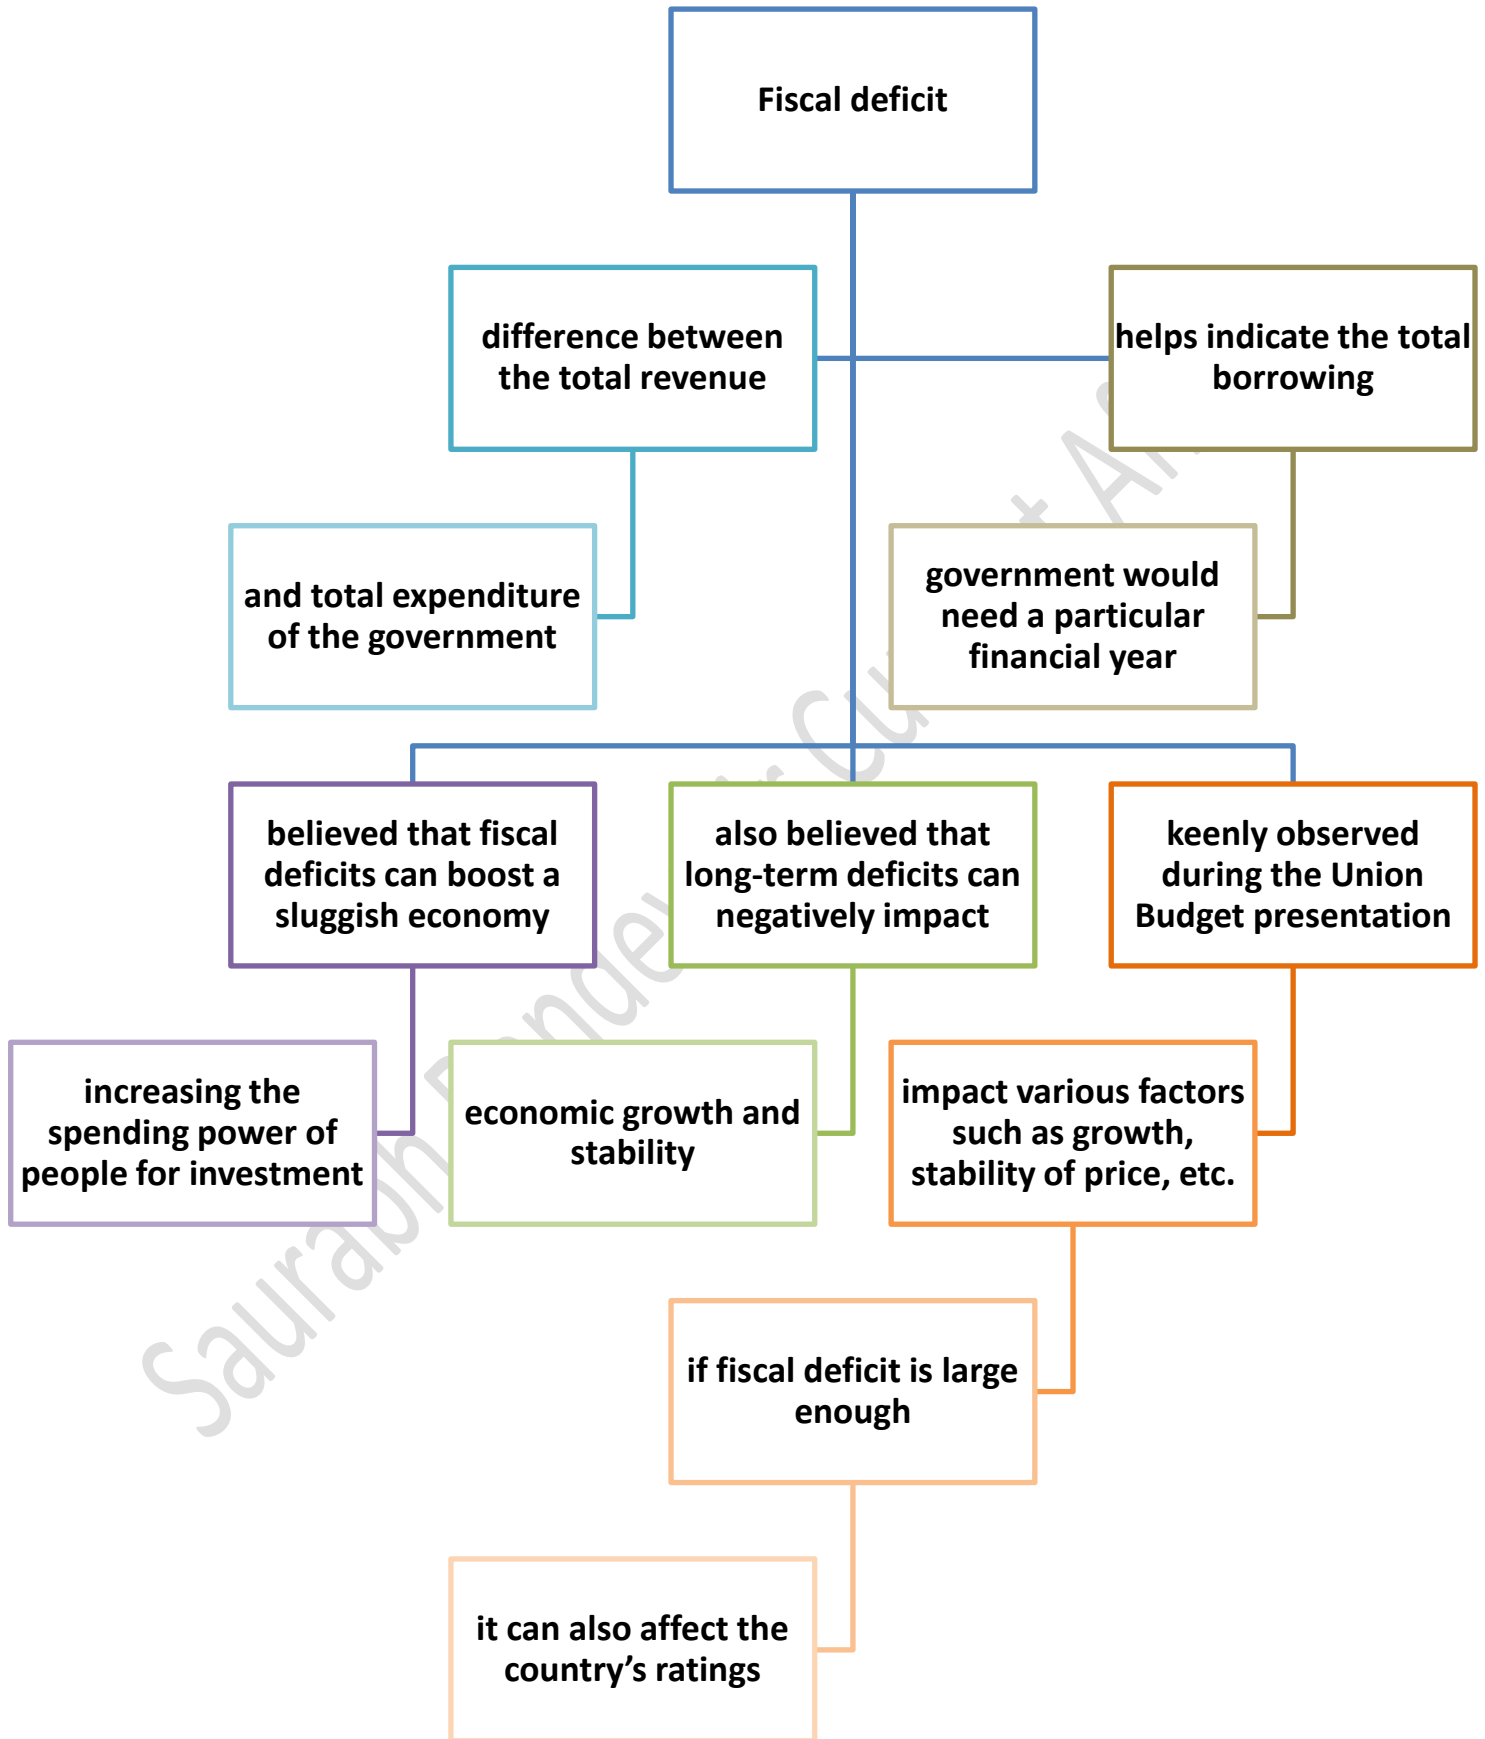 Fiscal deficit
difference between
the total revenue
helps indicate the total
borrowing
and total expenditure
of the government
government would
need a particular
financial year
believed that fiscal
deficits can boost a
sluggish economy
also believed that
long-term deficits can
negatively impact
keenly observed
during the Union
Budget presentation
increasing the
spending power of
people for investment
economic growth and
stability
impact various factors
such as growth,
stability of price, etc.
if fiscal deficit is large
enough
it can also affect the
country’s ratings
Saurabh